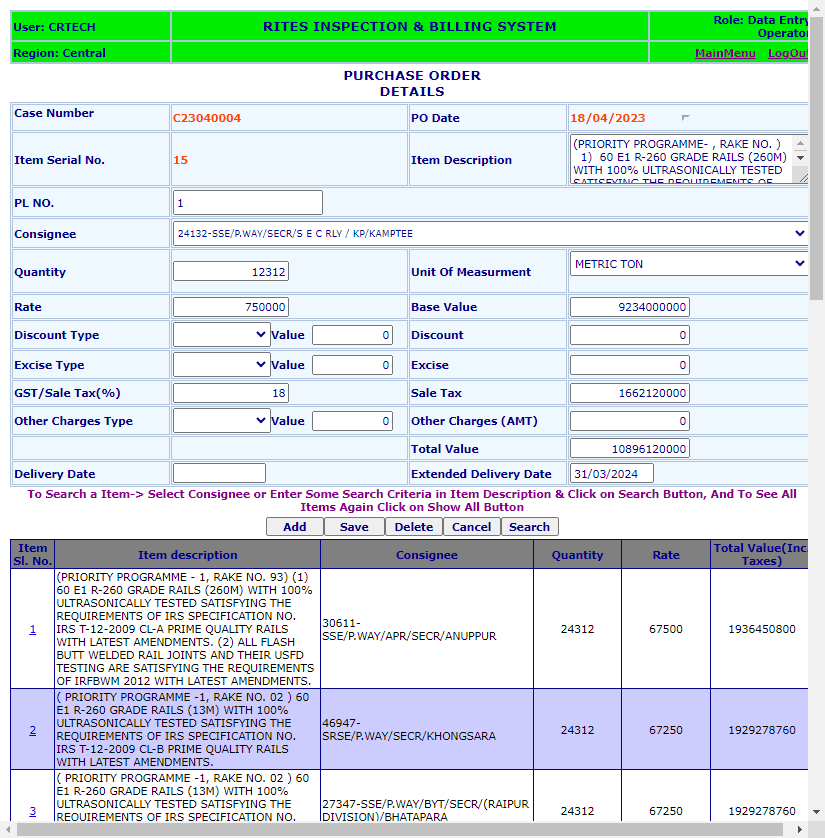 User: CRTECH
RITES INSPECTION & BILLING SYSTEM
Role: Data Entry
Operator
Region: Central
MainMenu LogOut
PURCHASE ORDER
DETAILS
Case Number
C23040004
PO Date
18/04/2023
Item Serial No.
15
Item Description
(PRIORITY PROGRAMME- , RAKE NO. )
1) 60 E1 R-260 GRADE RAILS (260M)
WITH 100% ULTRASONICALLY TESTED
SATISFYING THE REQUIREMENTS OF
PL NO.
1
Consignee
24132-SSE/P.WAY/SECR/S E C RLY / KP/KAMPTEE
Quantity
12312
Unit Of Measurment
METRIC TON
Rate
750000
Base Value
9234000000
Discount Type
Value
0
Discount
0
Excise Type
Value
0
Excise
0
GST/Sale Tax(%)
18
Sale Tax
1662120000
Other Charges Type
Value
0
Other Charges (AMT)
0
Total Value
10896120000
Delivery Date
Extended Delivery Date
31/03/2024
To Search a Item-> Select Consignee or Enter Some Search Criteria in Item Description & Click on Search Button, And To See All
Items Again Click on Show All Button
Add Save Delete Cancel Search
Item
Sl. No.
Item description
Consignee
Quantity
Rate
Total Value(Inc.
Taxes)
1
(PRIORITY PROGRAMME - 1, RAKE NO. 93) (1)
60 E1 R-260 GRADE RAILS (260M) WITH 100%
ULTRASONICALLY TESTED SATISFYING THE
REQUIREMENTS OF IRS SPECIFICATION NO.
IRS T-12-2009 CL-A PRIME QUALITY RAILS
WITH LATEST AMENDMENTS. (2) ALL FLASH
BUTT WELDED RAIL JOINTS AND THEIR USFD
TESTING ARE SATISFYING THE REQUIREMENTS
OF IRFBWM 2012 WITH LATEST AMENDMENTS.
30611-
SSE/P.WAY/APR/SECR/ANUPPUR
24312
67500
1936450800
2
( PRIORITY PROGRAMME -1, RAKE NO. 02 ) 60
E1 R-260 GRADE RAILS (13M) WITH 100%
ULTRASONICALLY TESTED SATISFYING THE
REQUIREMENTS OF IRS SPECIFICATION NO.
IRS T-12-2009 CL-B PRIME QUALITY RAILS
WITH LATEST AMENDMENTS.
46947-
SRSE/P.WAY/SECR/KHONGSARA
24312
67250
1929278760
3
( PRIORITY PROGRAMME -1, RAKE NO. 02 ) 60
E1 R-260 GRADE RAILS (13M) WITH 100%
ULTRASONICALLY TESTED SATISFYING THE
REQUIREMENTS OF IRS SPECIFICATION NO.
27347-SSE/P.WAY/BYT/SECR/(RAIPUR
DIVISION)/BHATAPARA
24312
67250
1929278760